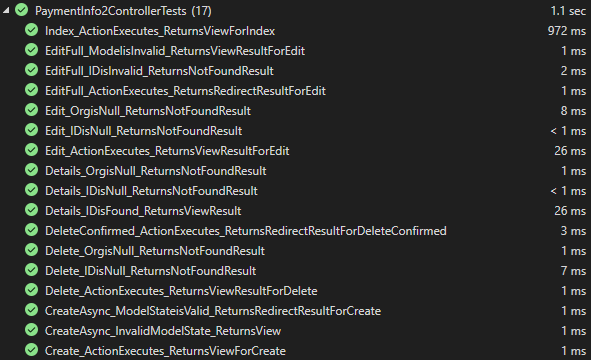 PaymentInfo2ControllerTests (17) 1.1 sec
Index_ActionExecutes_ReturnsViewForIndex 972 ms
EditFull_ModelisInvalid_ReturnsViewResultForEdit 1 ms
EditFull_IDisInvalid_ReturnsNotFoundResult 2 ms
EditFull_ActionExecutes_ReturnsRedirectResultForEdit 1 ms
Edit_OrgisNull_ReturnsNotFoundResult 8 ms
Edit_IDisNull_ReturnsNotFoundResult < 1 ms
Edit_ActionExecutes_ReturnsViewResultForEdit 26 ms
Details_OrgisNull_ReturnsNotFoundResult 1 ms
Details_IDisNull_ReturnsNotFoundResult < 1 ms
Details_IDisFound_ReturnsViewResult 26 ms
DeleteConfirmed_ActionExecutes_ReturnsRedirectResultForDeleteConfirmed 3 ms
Delete_OrgisNull_ReturnsNotFoundResult 1 ms
Delete_IDisNull_ReturnsNotFoundResult 7 ms
Delete_ActionExecutes_ReturnsViewResultForDelete 1 ms
CreateAsync_ModelStateisValid_ReturnsRedirectResultForCreate 1 ms
CreateAsync_InvalidModelState_ReturnsView 1 ms
Create_ActionExecutes_ReturnsViewForCreate 1 ms